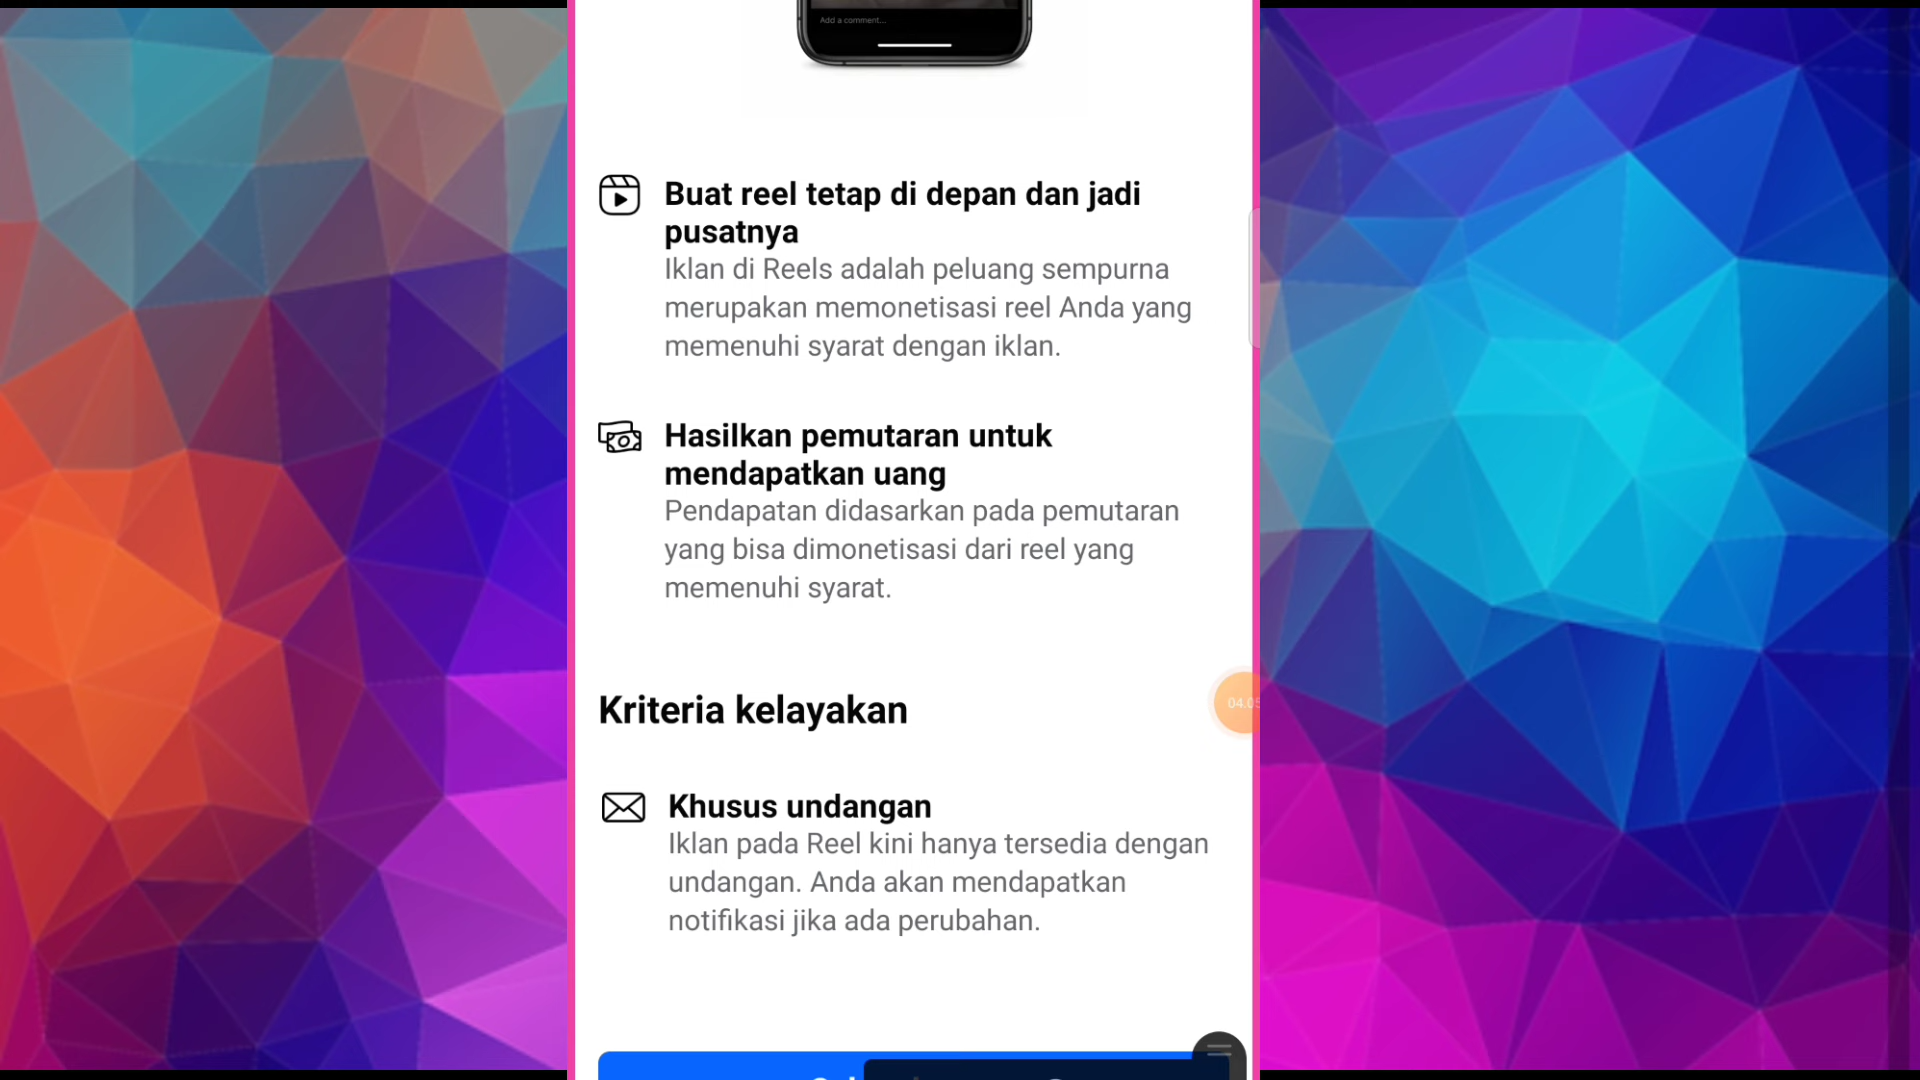 Add a comment...
Buat reel tetap di depan dan jadi
pusatnya
Iklan di Reels adalah peluang sempurna
merupakan memonetisasi reel Anda yang
memenuhi syarat dengan iklan.
Hasilkan pemutaran untuk
mendapatkan uang
Pendapatan didasarkan pada pemutaran
yang bisa dimonetisasi dari reel yang
memenuhi syarat.
Kriteria kelayakan
04.05
Khusus undangan
Iklan pada Reel kini hanya tersedia dengan
undangan. Anda akan mendapatkan
notifikasi jika ada perubahan.